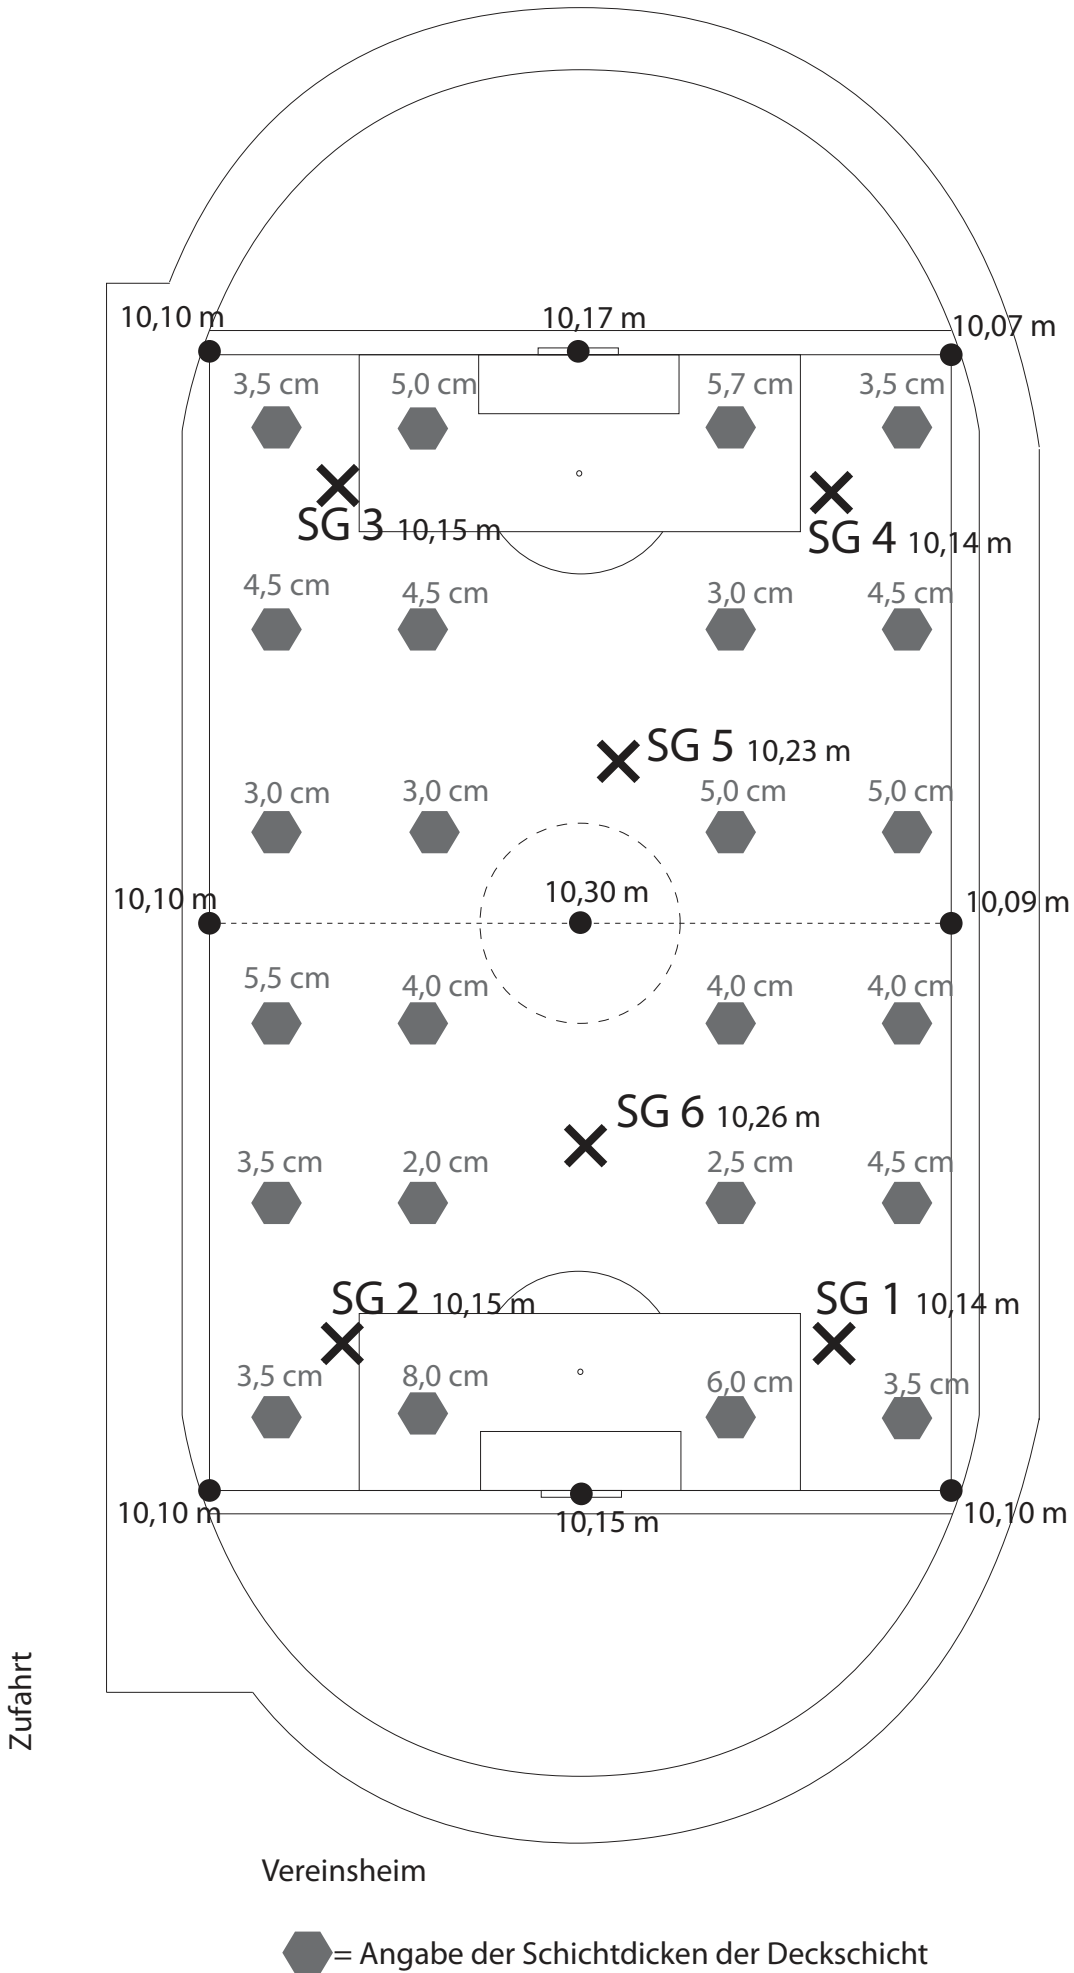 10,10 m
10,17 m
10,07 m
3,5 cm
5,0 cm
5,7 cm
3,5 cm
SG 3 10,15 m
SG 4 10,14 m
4,5 cm
4,5 cm
3,0 cm
4,5 cm
SG 5 10,23 m
3,0 cm
3,0 cm
5,0 cm
5,0 cm
10,10 m
10,30 m
10,09 m
5,5 cm
4,0 cm
4,0 cm
4,0 cm
SG 6 10,26 m
3,5 cm
2,0 cm
2,5 cm
4,5 cm
SG 2 10,15 m
SG 1 10,14 m
3,5 cm
8,0 cm
6,0 cm
3,5 cm
10,10 m
10,15 m
10,10 m
Zufahrt
Vereinsheim
= Angabe der Schichtdicken der Deckschicht